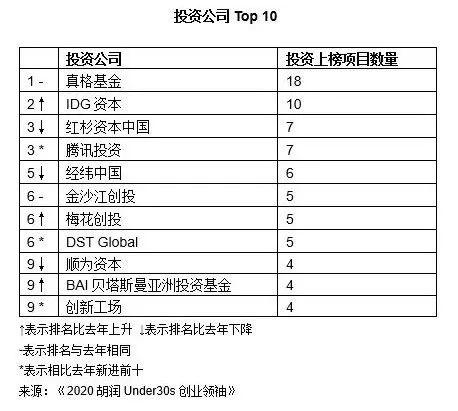 投资公司 Top 10
投资公司 投资上榜项目数量
1 - 真格基金 18
2 ↑ IDG 资本 10
3 ↓ 红杉资本中国 7
3 * 腾讯投资 7
5 ↓ 经纬中国 6
6 - 金沙江创投 5
6 ↑ 梅花创投 5
6 * DST Global 5
9 ↓ 顺为资本 4
9 ↑ BAI 贝塔斯曼亚洲投资基金 4
9 * 创新工场 4
↑表示排名比去年上升 ↓表示排名比去年下降
-表示排名与去年相同
*表示相比去年新进前十
来源：《2020 胡润 Under30s 创业领袖》